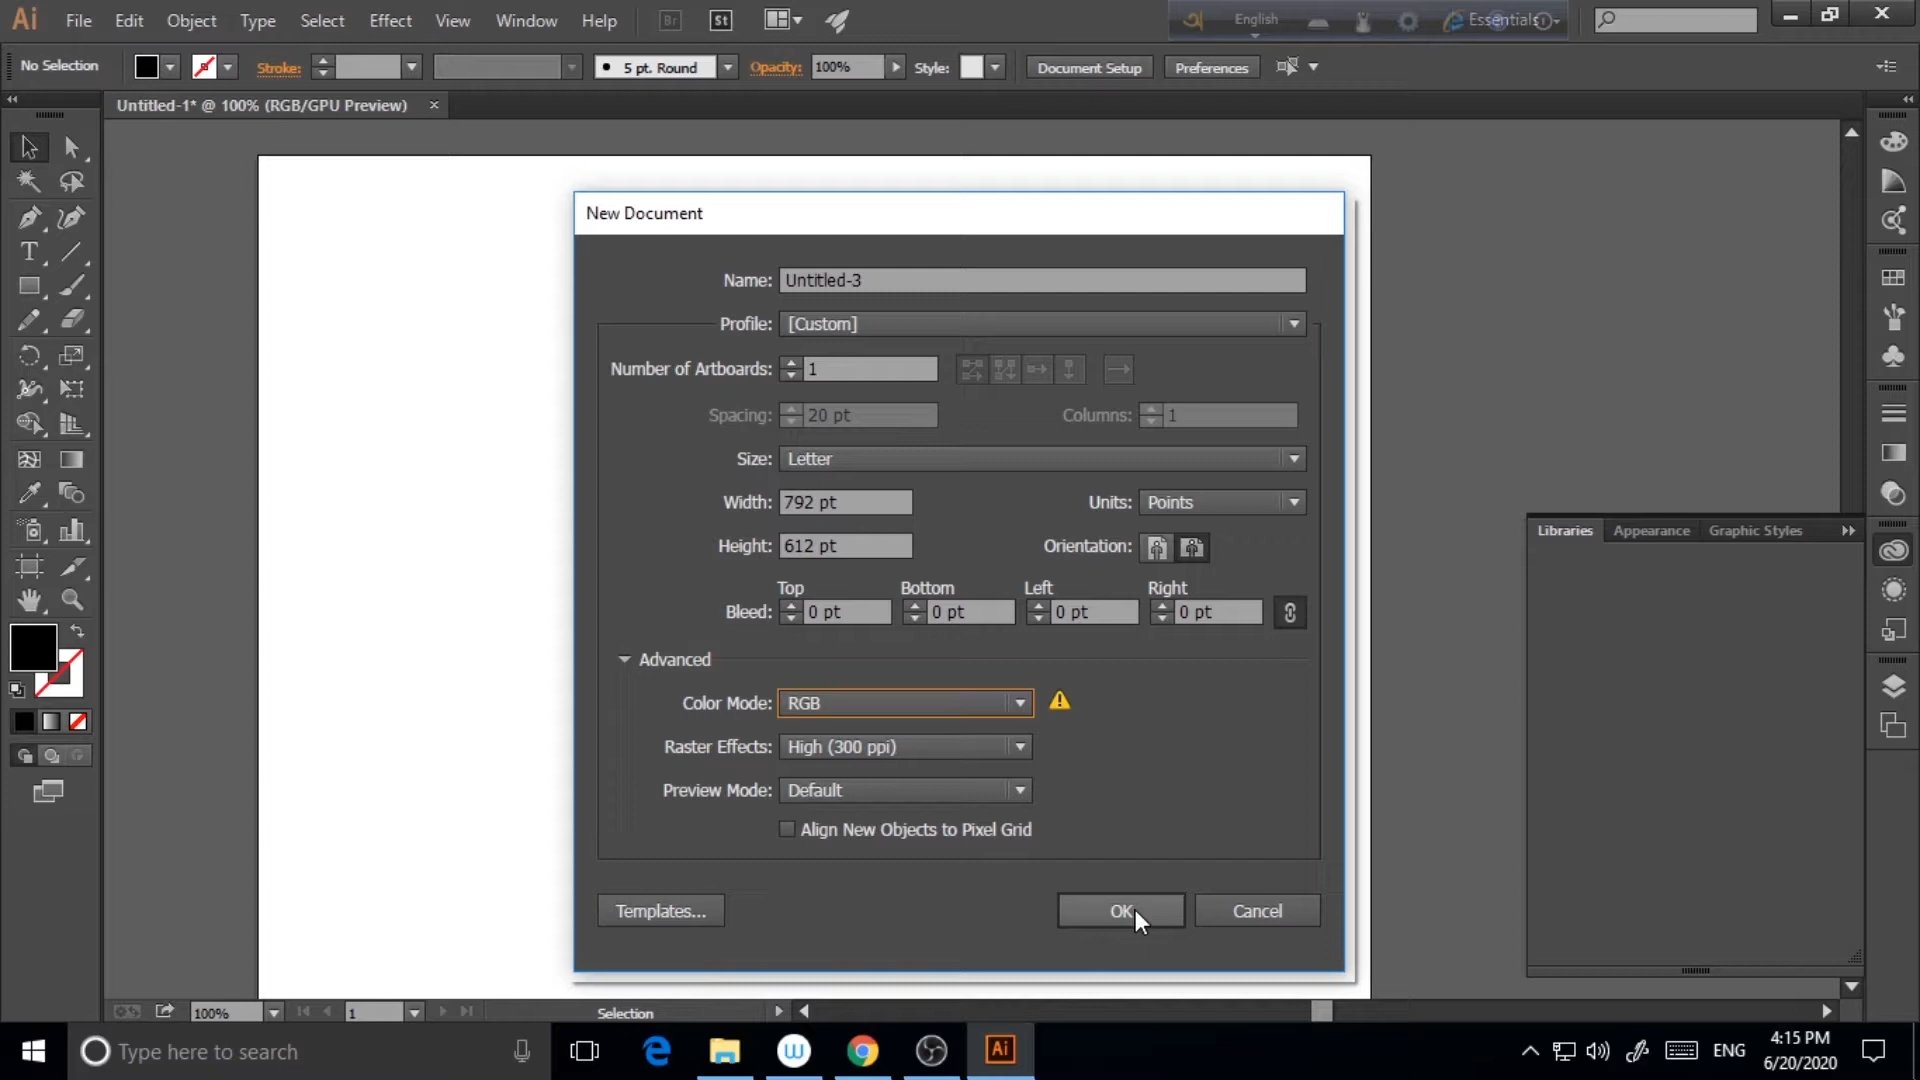 Ai File Edit Object Type Select Effect View Window Help Br St English Essentials
No Selection Stroke: 5 pt. Round Opacity: 100% Style: Document Setup Preferences
Untitled-1* @ 100% (RGB/GPU Preview) ×
New Document
Name: Untitled-3
Profile: [Custom]
Number of Artboards: 1
Spacing: 20 pt Columns: 1
Size: Letter
Width: 792 pt Units: Points
Height: 612 pt Orientation:
Top Bottom Left Right
Bleed: 0 pt 0 pt 0 pt 0 pt
Advanced
Color Mode: RGB
Raster Effects: High (300 ppi)
Preview Mode: Default
Align New Objects to Pixel Grid
Templates... OK Cancel
Libraries Appearance Graphic Styles
100% 1 Selection
Type here to search Ai ENG 4:15 PM
6/20/2020